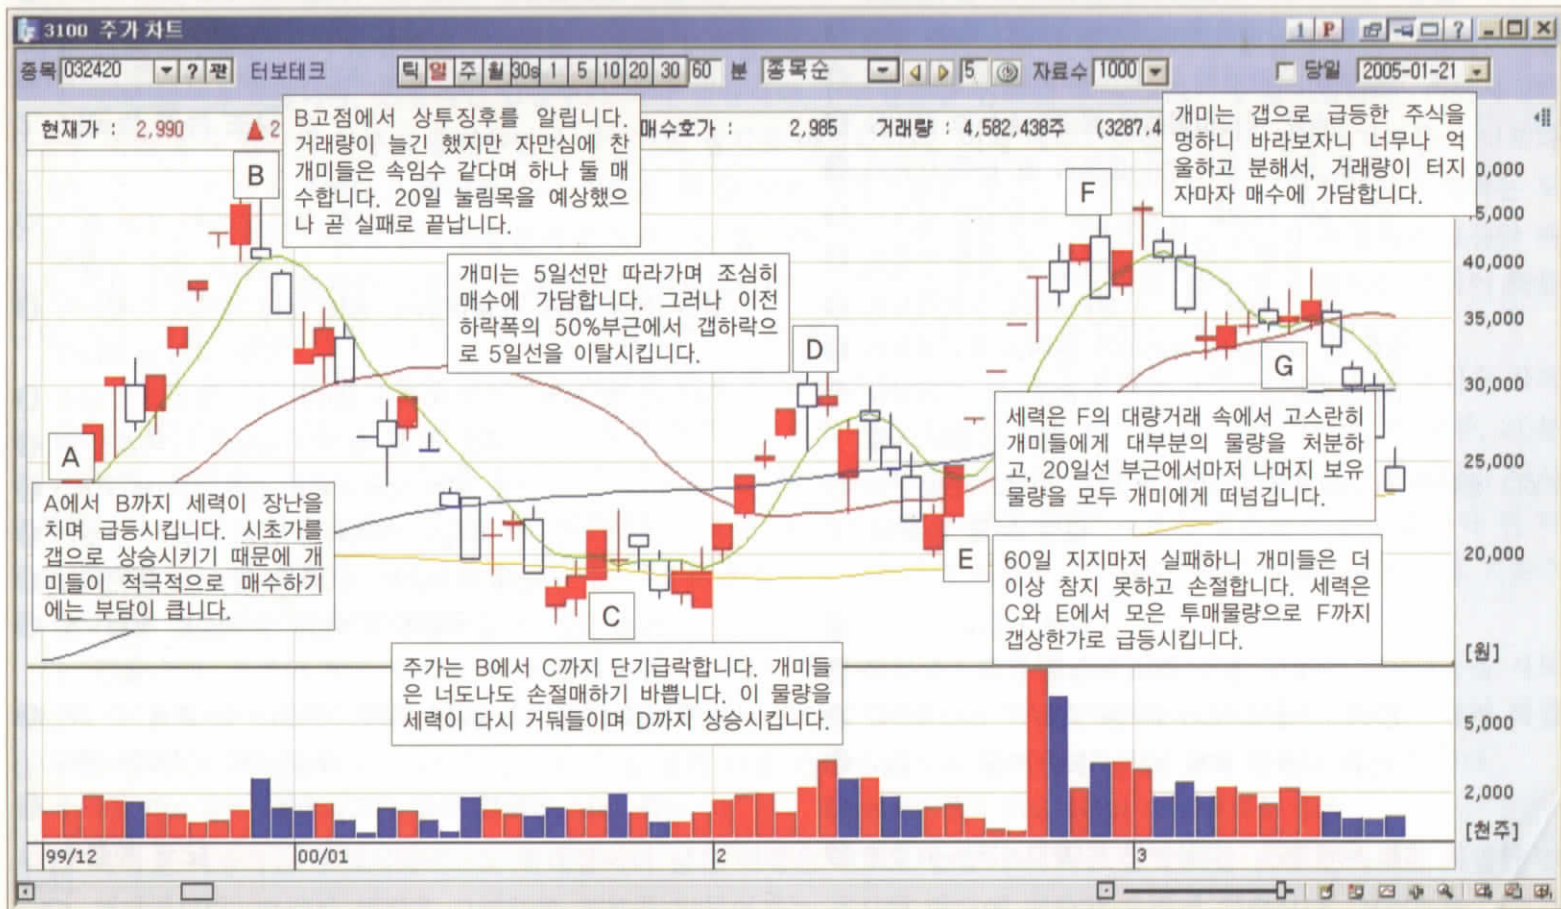 3100 주가 차트
1 P ?
종목 032420 ? 관 터보테크 틱 일 주 월 30s 1 5 10 20 30 60 분 종목순 5 자료수 1000 당일 2005-01-21
현재가 : 2,990 ▲ 2
매수호가 : 2,985 거래량 : 4,582,438주 (3287,4
B고점에서 상투징후를 알립니다.
거래량이 늘긴 했지만 자만심에 찬
개미들은 속임수 같다며 하나 둘 매
수합니다. 20일 눌림목을 예상했으
나 곧 실패로 끝납니다.
개미는 갭으로 급등한 주식을
멍하니 바라보자니 너무나 억
울하고 분해서, 거래량이 터지
자마자 매수에 가담합니다.
B
F
개미는 5일선만 따라가며 조심히
매수에 가담합니다. 그러나 이전
하락폭의 50%부근에서 갭하락으
로 5일선을 이탈시킵니다.
D
G
A
A에서 B까지 세력이 장난을
치며 급등시킵니다. 시초가를
갭으로 상승시키기 때문에 개
미들이 적극적으로 매수하기
에는 부담이 큽니다.
세력은 F의 대량거래 속에서 고스란히
개미들에게 대부분의 물량을 처분하
고, 20일선 부근에서마저 나머지 보유
물량을 모두 개미에게 떠넘깁니다.
E
60일 지지마저 실패하니 개미들은 더
이상 참지 못하고 손절합니다. 세력은
C와 E에서 모은 투매물량으로 F까지
갭상한가로 급등시킵니다.
C
주가는 B에서 C까지 단기급락합니다. 개미들
은 너도나도 손절매하기 바쁩니다. 이 물량을
세력이 다시 거둬들이며 D까지 상승시킵니다.
0,000
5,000
40,000
35,000
30,000
25,000
20,000
[원]
5,000
2,000
[천주]
99/12 00/01 2 3